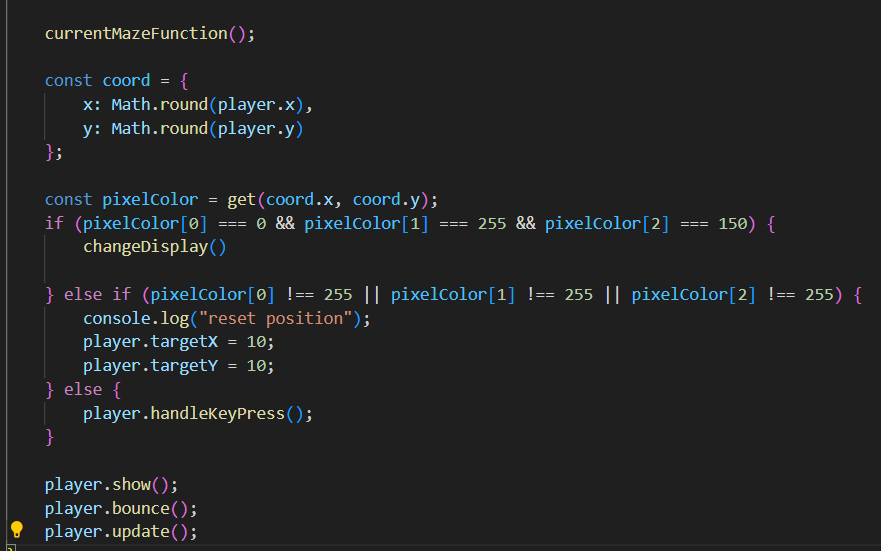 currentMazeFunction();
const coord = {
x: Math.round(player.x),
y: Math.round(player.y)
};
const pixelColor = get(coord.x, coord.y);
if (pixelColor[0] === 0 && pixelColor[1] === 255 && pixelColor[2] === 150) {
changeDisplay()
} else if (pixelColor[0] !== 255 || pixelColor[1] !== 255 || pixelColor[2] !== 255) {
console.log("reset position");
player.targetX = 10;
player.targetY = 10;
} else {
player.handleKeyPress();
}
player.show();
player.bounce();
player.update();
}